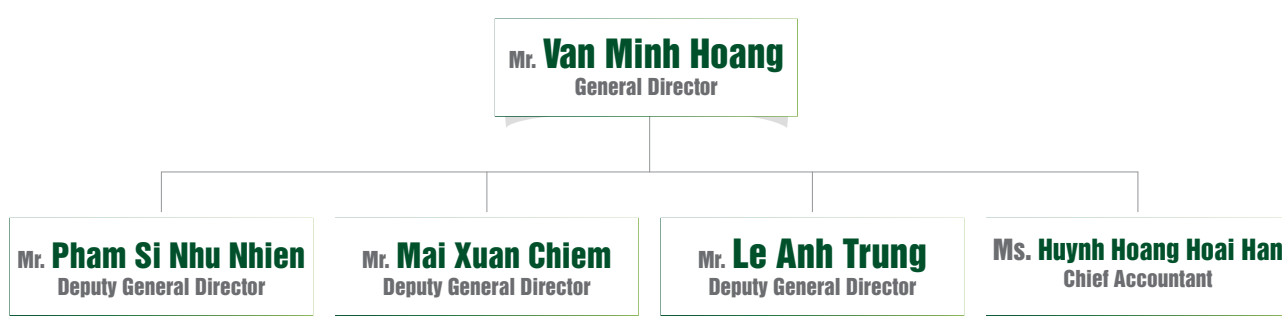 Mr. Van Minh Hoang
General Director
Mr. Pham Si Nhu Nhien
Deputy General Director
Mr. Mai Xuan Chiem
Deputy General Director
Mr. Le Anh Trung
Deputy General Director
Ms. Huynh Hoang Hoai Han
Chief Accountant